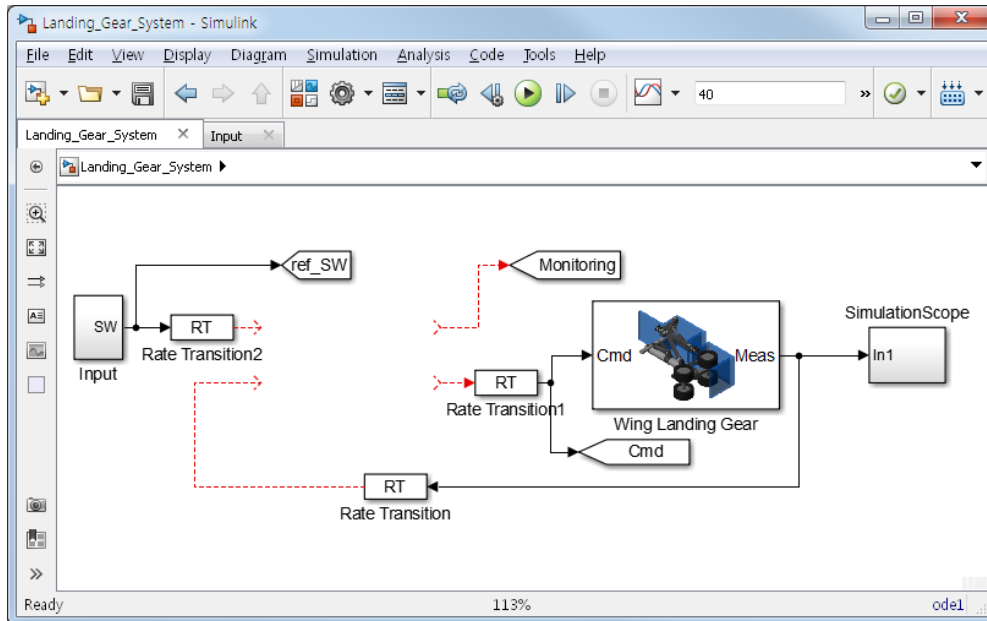 Landing_Gear_System - Simulink
File Edit View Display Diagram Simulation Analysis Code Tools Help
40
Landing_Gear_System Input
Landing_Gear_System
ref_SW
Monitoring
SW
RT
Rate Transition2
Input
SimulationScope
In1
Cmd Meas
Wing Landing Gear
RT
Rate Transition1
Cmd
RT
Rate Transition
Ready 113% ode1